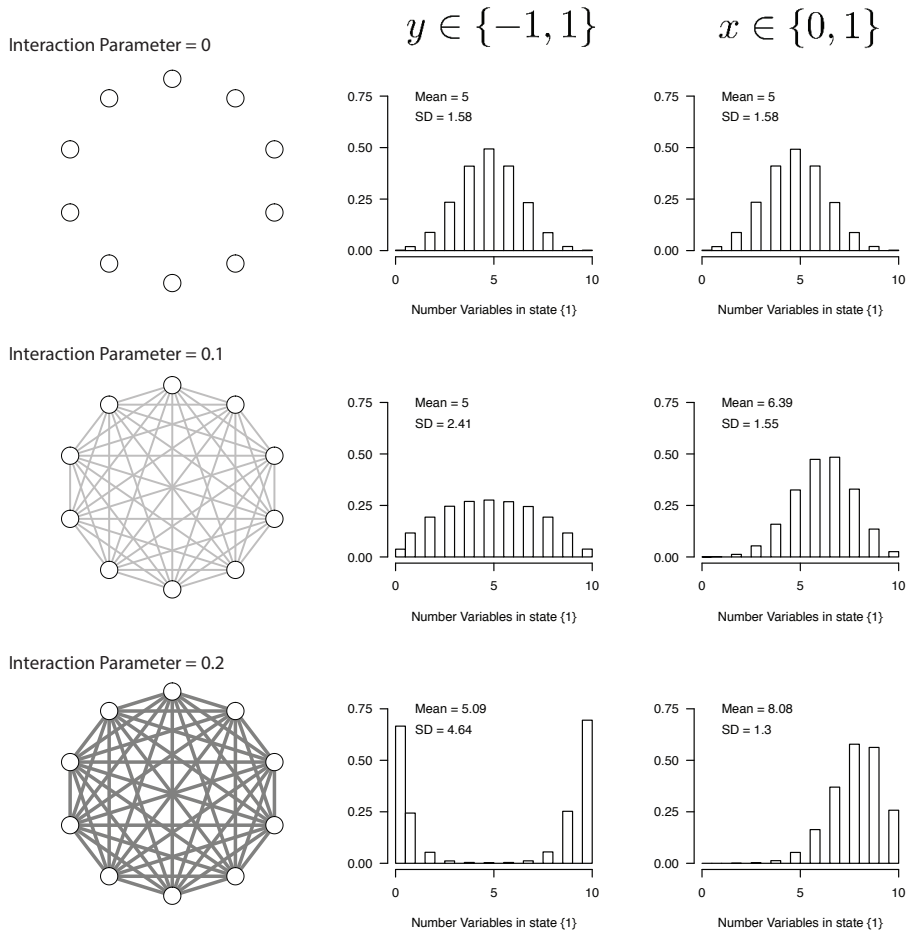 y ∈ {−1, 1}
x ∈ {0, 1}
Interaction Parameter = 0
0.75
0.50
0.25
0.00
Mean = 5
SD = 1.58
0 5 10
Number Variables in state {1}
0.75
0.50
0.25
0.00
Mean = 5
SD = 1.58
0 5 10
Number Variables in state {1}
Interaction Parameter = 0.1
0.75
0.50
0.25
0.00
Mean = 5
SD = 2.41
0 5 10
Number Variables in state {1}
0.75
0.50
0.25
0.00
Mean = 6.39
SD = 1.55
0 5 10
Number Variables in state {1}
Interaction Parameter = 0.2
0.75
0.50
0.25
0.00
Mean = 5.09
SD = 4.64
0 5 10
Number Variables in state {1}
0.75
0.50
0.25
0.00
Mean = 8.08
SD = 1.3
0 5 10
Number Variables in state {1}